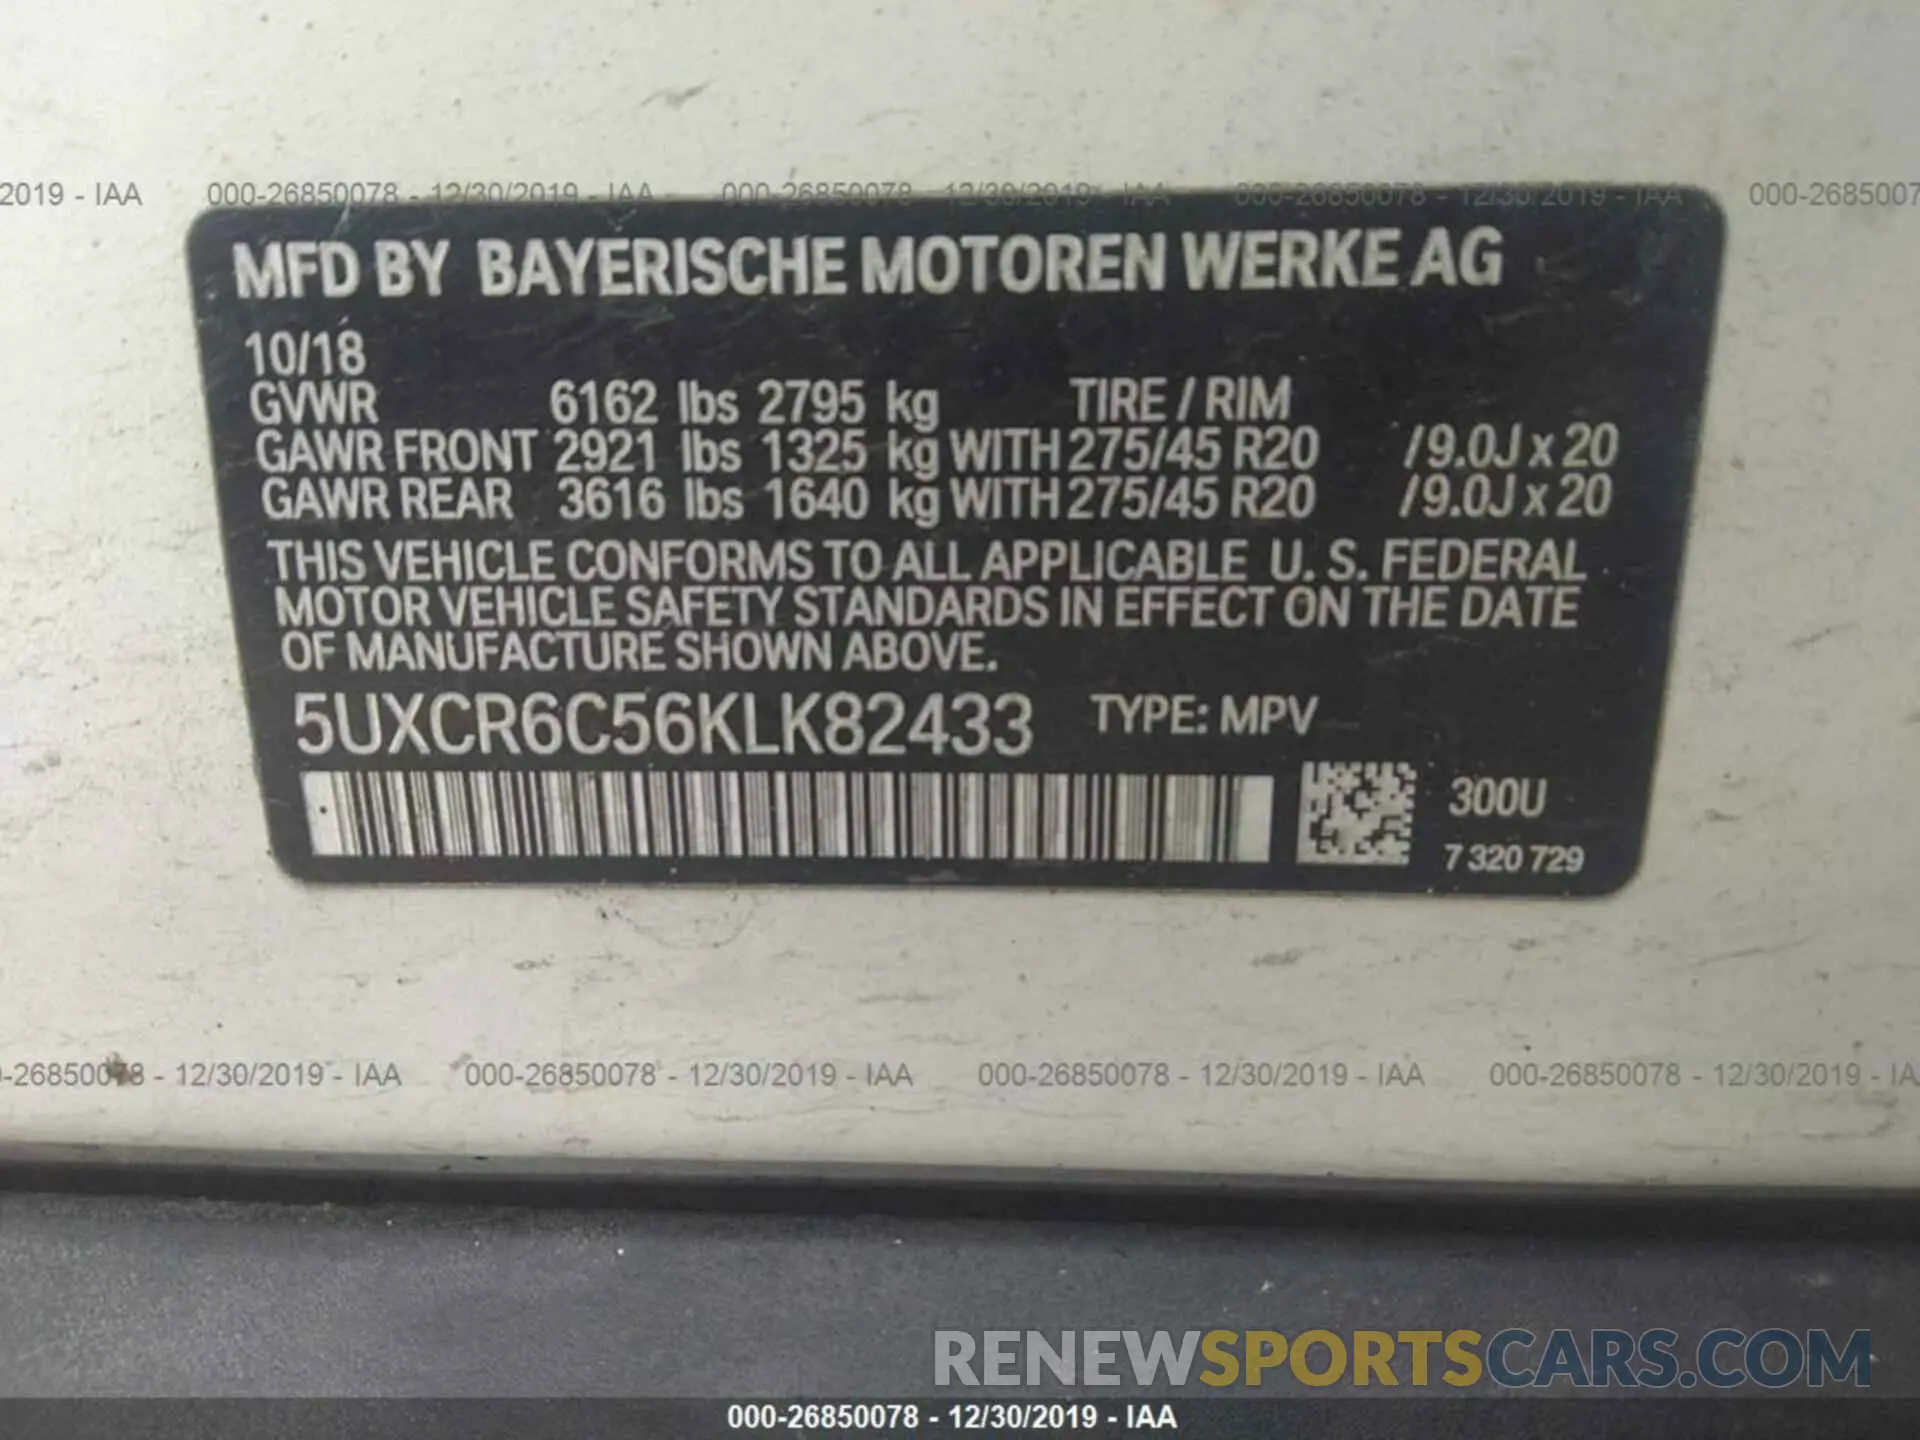 2019 - IAA 000-26850078 - 12/30/2019 - IAA 000-26850078 - 12/30/2019 - IAA 000-26850078 - 12/30/2019 - IAA 000-2685007
MFD BY BAYERISCHE MOTOREN WERKE AG
10/18
GVWR 6162 lbs 2795 kg TIRE / RIM
GAWR FRONT 2921 lbs 1325 kg WITH 275/45 R20 /9.0J x 20
GAWR REAR 3616 lbs 1640 kg WITH 275/45 R20 /9.0J x 20
THIS VEHICLE CONFORMS TO ALL APPLICABLE U. S. FEDERAL
MOTOR VEHICLE SAFETY STANDARDS IN EFFECT ON THE DATE
OF MANUFACTURE SHOWN ABOVE.
5UXCR6C56KLK82433 TYPE: MPV
300U
7 320 729
-26850078 - 12/30/2019 - IAA 000-26850078 - 12/30/2019 - IAA 000-26850078 - 12/30/2019 - IAA 000-26850078 - 12/30/2019 - IA
RENEWSPORTSCARS.COM
000-26850078 - 12/30/2019 - IAA